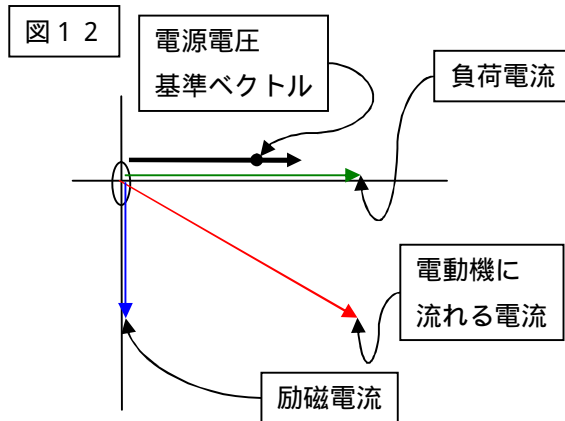 図１２
電源電圧
基準ベクトル
負荷電流
電動機に
流れる電流
励磁電流